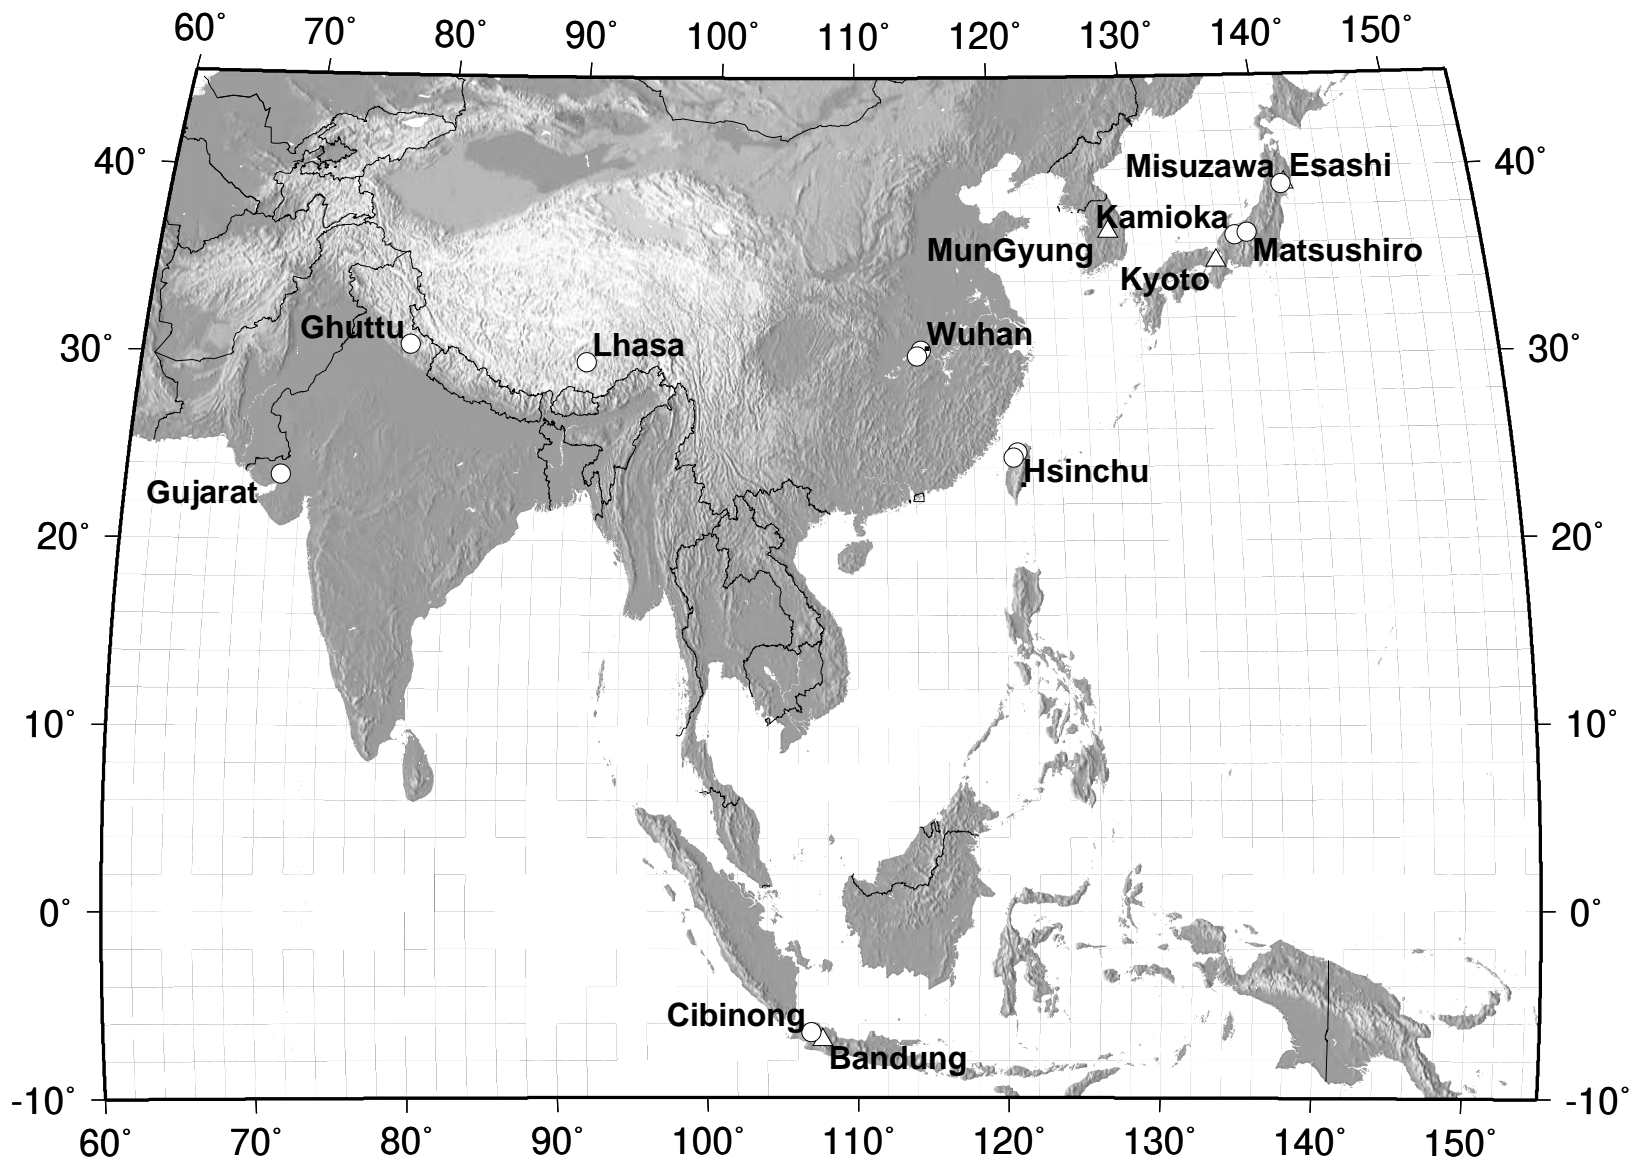 60° 70° 80° 90° 100° 110° 120° 130° 140° 150°
40° 40°
Misuzawa Esashi
Kamioka
MunGyung Matsushiro
Kyoto
Ghuttu Wuhan
30° Lhasa 30°
Gujarat Hsinchu
20° 20°
10° 10°
0° 0°
Cibinong
Bandung
-10° -10°
60° 70° 80° 90° 100° 110° 120° 130° 140° 150°